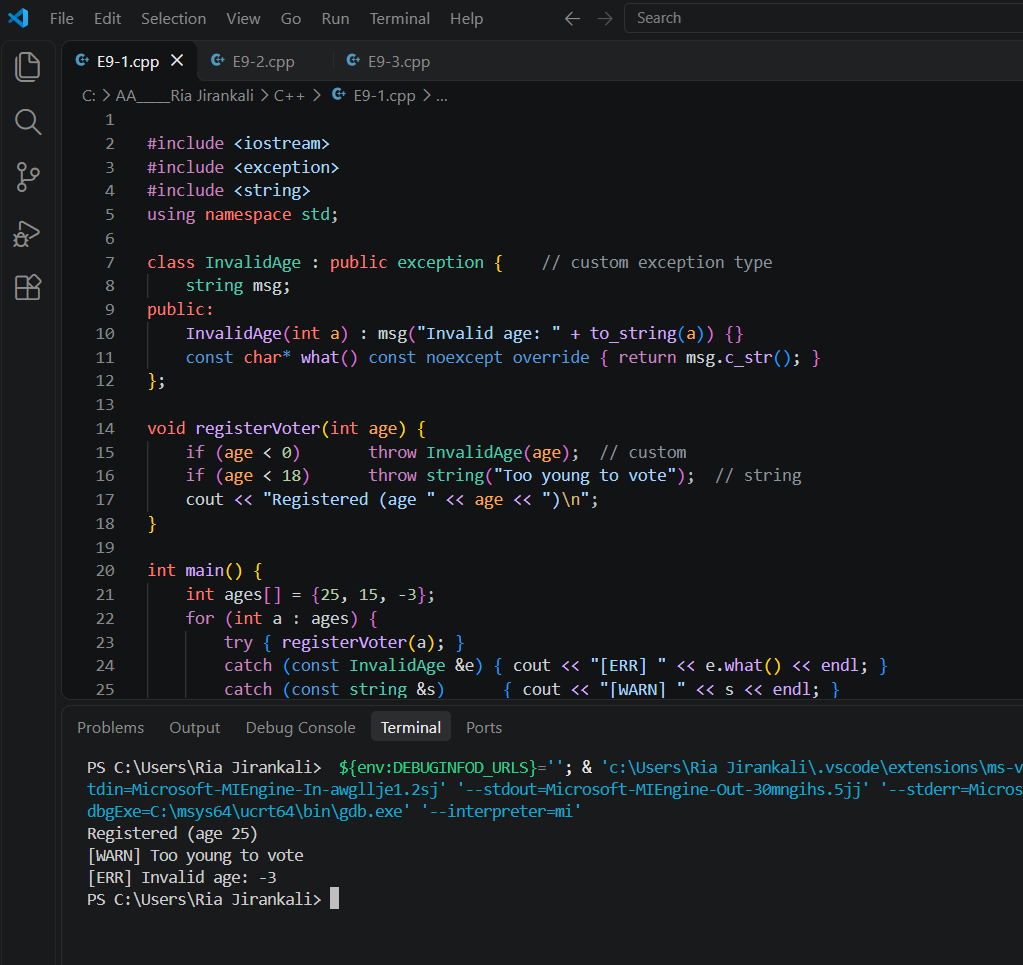 File Edit Selection View Go Run Terminal Help Search
E9-1.cpp E9-2.cpp E9-3.cpp
C: > AA____Ria Jirankali > C++ > E9-1.cpp > ...
1
2 #include <iostream>
3 #include <exception>
4 #include <string>
5 using namespace std;
6
7 class InvalidAge : public exception { // custom exception type
8 string msg;
9 public:
10 InvalidAge(int a) : msg("Invalid age: " + to_string(a)) {}
11 const char* what() const noexcept override { return msg.c_str(); }
12 };
13
14 void registerVoter(int age) {
15 if (age < 0) throw InvalidAge(age); // custom
16 if (age < 18) throw string("Too young to vote"); // string
17 cout << "Registered (age " << age << ")\n";
18 }
19
20 int main() {
21 int ages[] = {25, 15, -3};
22 for (int a : ages) {
23 try { registerVoter(a); }
24 catch (const InvalidAge &e) { cout << "[ERR] " << e.what() << endl; }
25 catch (const string &s) { cout << "[WARN] " << s << endl; }
Problems Output Debug Console Terminal Ports
PS C:\Users\Ria Jirankali> ${env:DEBUGINFOD_URLS}=''; & 'c:\Users\Ria Jirankali\.vscode\extensions\ms-v
tdin=Microsoft-MIEngine-In-awgllje1.2sj' '--stdout=Microsoft-MIEngine-Out-30mngihs.5jj' '--stderr=Micros
dbgExe=C:\msys64\ucrt64\bin\gdb.exe' '--interpreter=mi'
Registered (age 25)
[WARN] Too young to vote
[ERR] Invalid age: -3
PS C:\Users\Ria Jirankali>